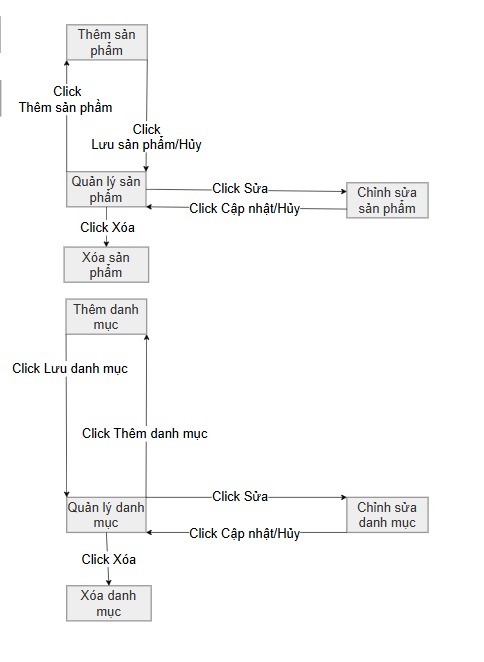 Thêm sản
phẩm
Click
Thêm sản phẩm
Click
Lưu sản phẩm/Hủy
Quản lý sản
phẩm
Click Sửa
Chỉnh sửa
sản phẩm
Click Cập nhật/Hủy
Click Xóa
Xóa sản
phẩm
Thêm danh
mục
Click Lưu danh mục
Click Thêm danh mục
Quản lý danh
mục
Click Sửa
Chỉnh sửa
danh mục
Click Cập nhật/Hủy
Click Xóa
Xóa danh
mục